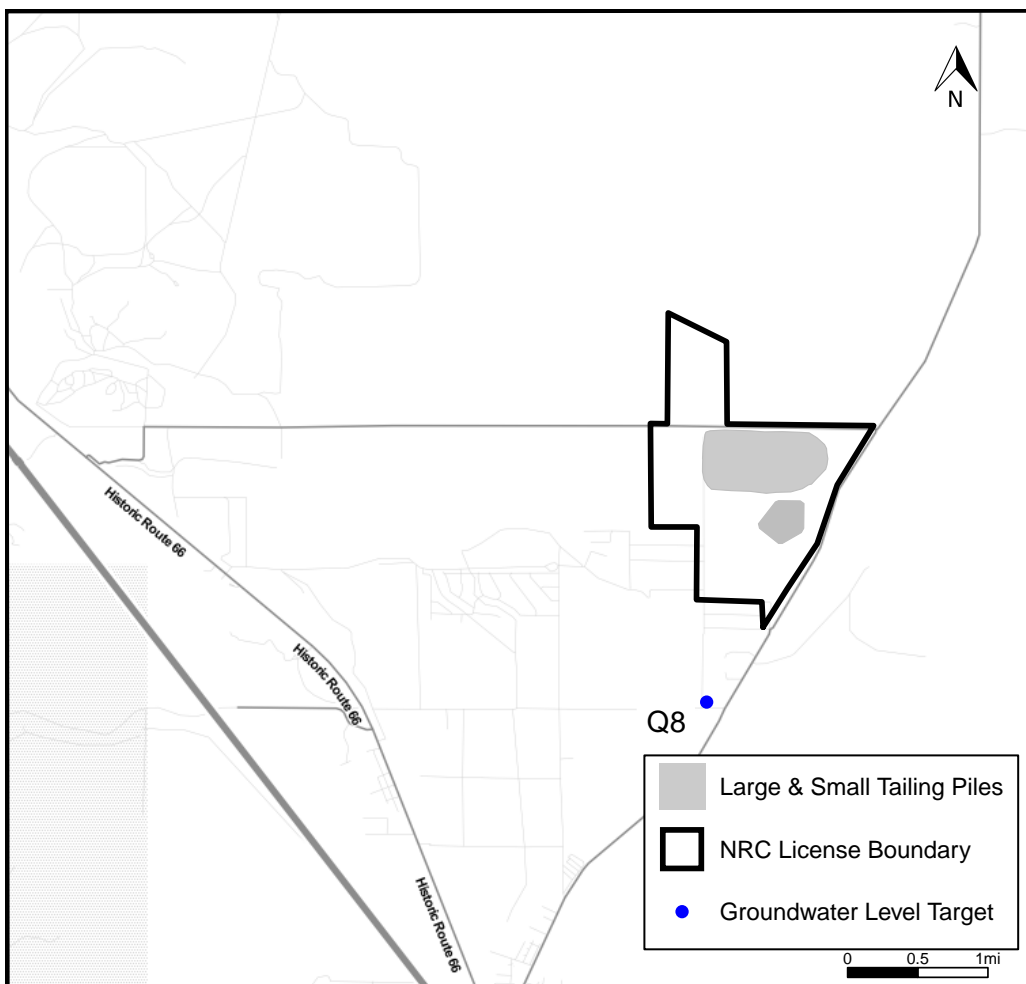 N
Historic Route 66
Historic Route 66
Historic Route 66
Q8
Large & Small Tailing Piles
NRC License Boundary
Groundwater Level Target
0 0.5 1mi